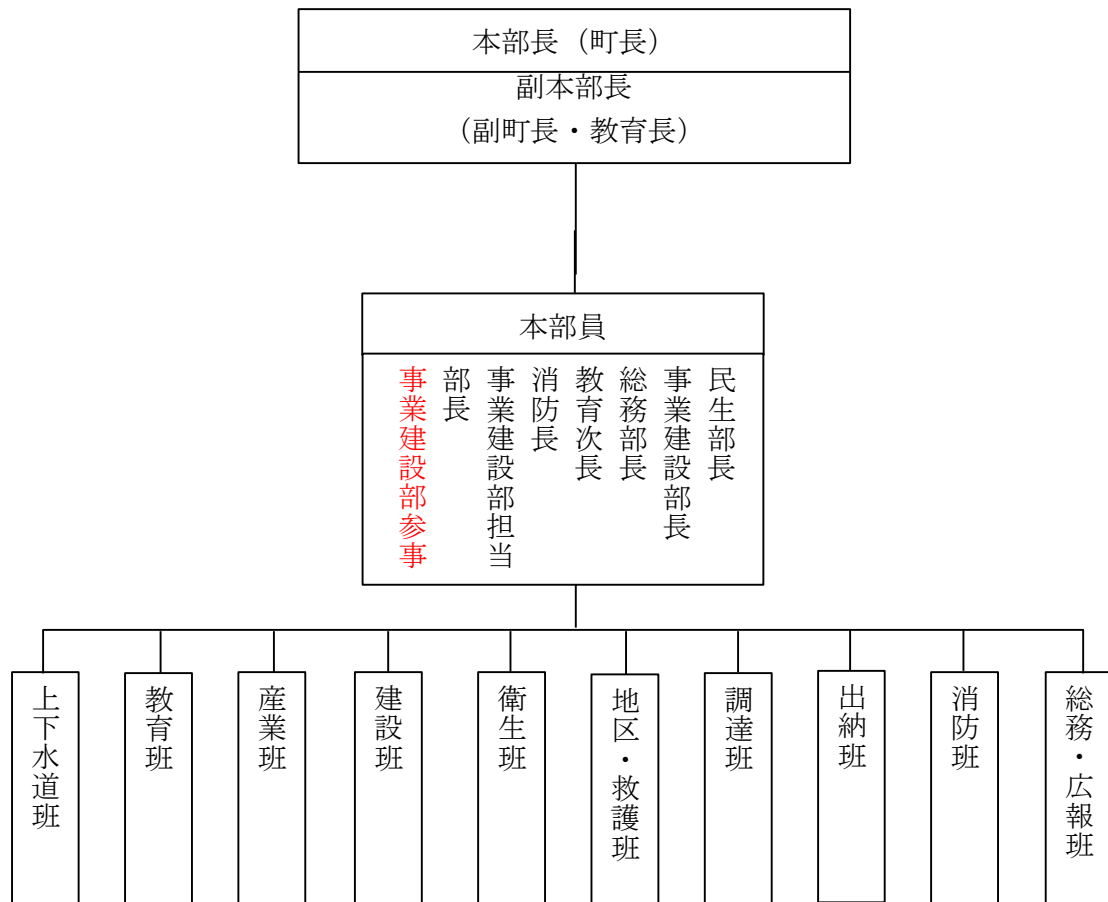 本部長（町長）
副本部長
（副町長・教育長）
本部員
民生部長
事業建設部長
総務部長
教育次長
消防長
事業建設部担当
部長
事業建設部参事
総務・広報班
消防班
出納班
調達班
地区・救護班
衛生班
建設班
産業班
教育班
上下水道班